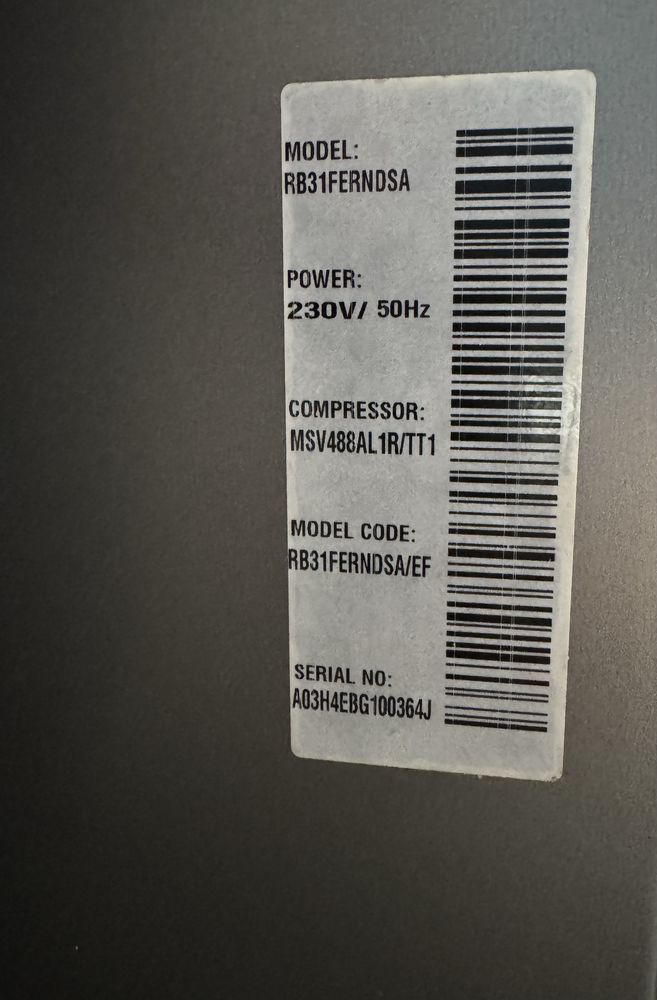 MODEL:
RB31FERNDSA
POWER:
230V/ 50Hz
COMPRESSOR:
MSV488AL1R/TT1
MODEL CODE:
RB31FERNDSA/EF
SERIAL NO:
A03H4EBG100364J